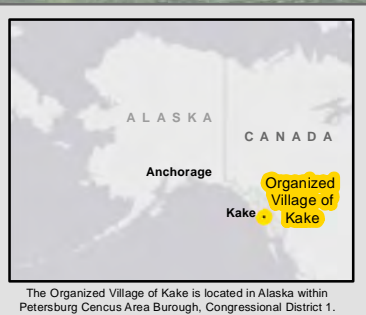 ALASKA
CANADA
Anchorage
Organized
Village of
Kake
Kake
The Organized Village of Kake is located in Alaska within
Petersburg Cencus Area Burough, Congressional District 1.